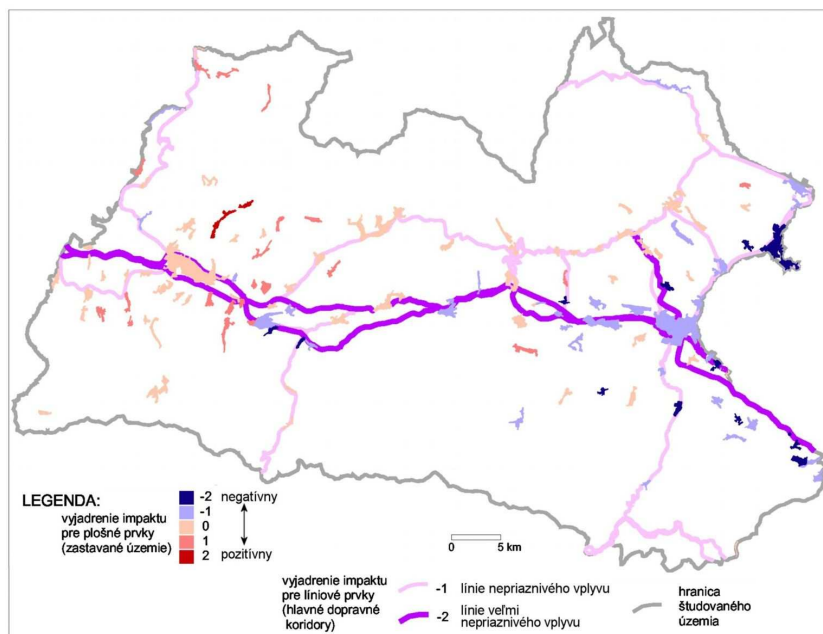 LEGENDA:
vyjadrenie impaktu
pre plošné prvky
(zastavané územie)
-2 negatívny
-1
0
1
2 pozitívny
0 5 km
vyjadrenie impaktu
pre líniové prvky
(hlavné dopravné
koridory)
-1 línie nepriaznivého vplyvu
-2 línie veľmi
nepriaznivého vplyvu
hranica
študovaného
územia